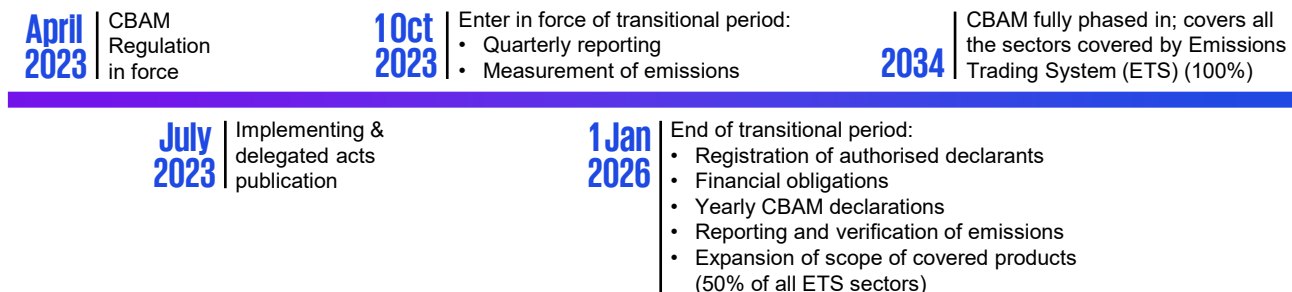 April
2023
CBAM
Regulation
in force
1 Oct
2023
Enter in force of transitional period:
• Quarterly reporting
• Measurement of emissions
2034
CBAM fully phased in; covers all
the sectors covered by Emissions
Trading System (ETS) (100%)
July
2023
Implementing &
delegated acts
publication
1 Jan
2026
End of transitional period:
• Registration of authorised declarants
• Financial obligations
• Yearly CBAM declarations
• Reporting and verification of emissions
• Expansion of scope of covered products
(50% of all ETS sectors)